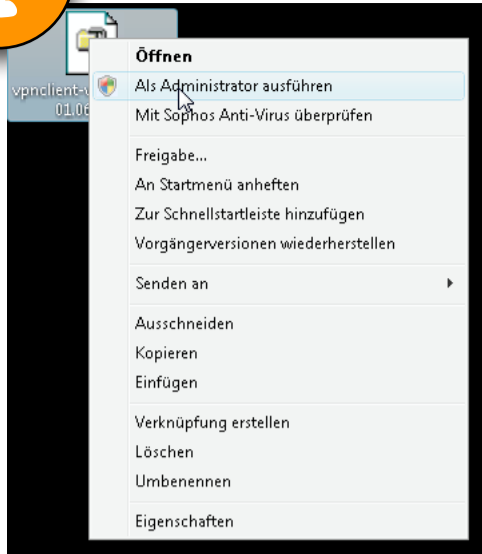 Öffnen
vpnclient-
Als Administrator ausführen
01.06
Mit Sophos Anti-Virus überprüfen
Freigabe...
An Startmenü anheften
Zur Schnellstartleiste hinzufügen
Vorgängerversionen wiederherstellen
Senden an
Ausschneiden
Kopieren
Einfügen
Verknüpfung erstellen
Löschen
Umbenennen
Eigenschaften